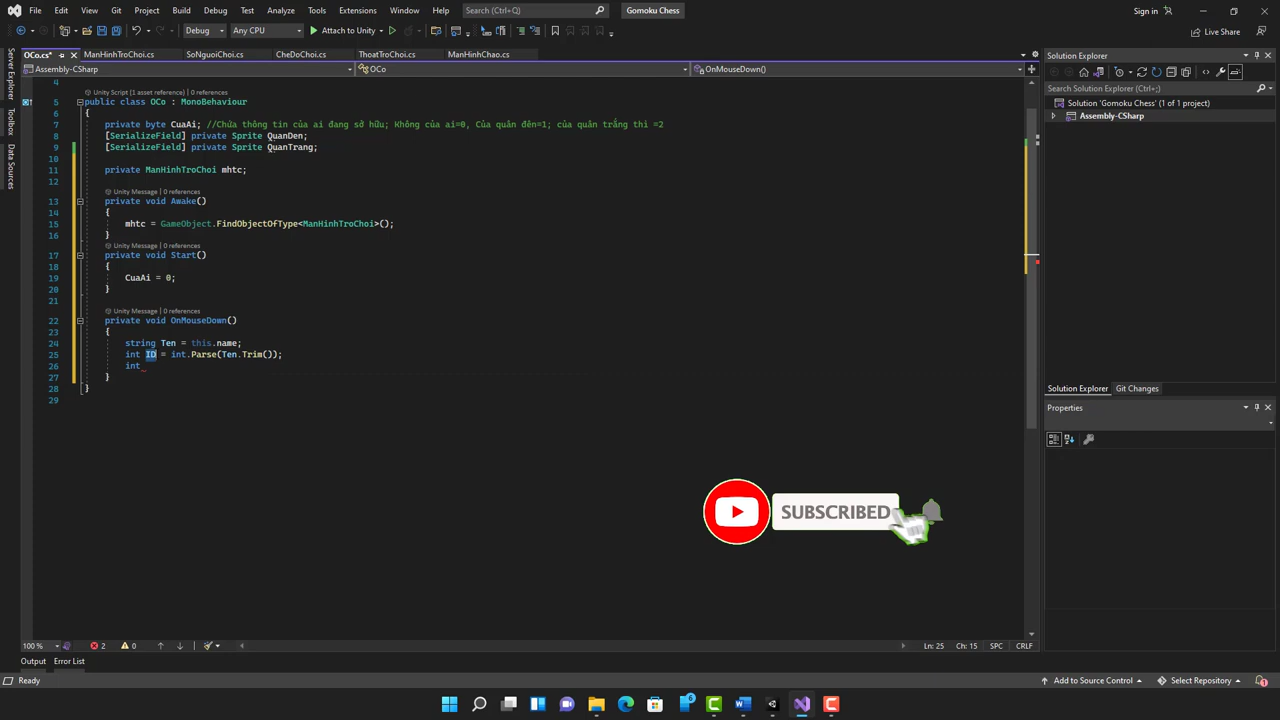 File Edit View Git Project Build Debug Test Analyze Tools Extensions Window Help Search (Ctrl+Q) Gomoku Chess Sign in
Debug Any CPU Attach to Unity Live Share
OCo.cs* ManHinhTroChoi.cs SoNguoiChoi.cs CheDoChoi.cs ThoatTroChoi.cs ManHinhChao.cs
Assembly-CSharp OCo OnMouseDown()
Server Explorer
Toolbox
Data Sources
4
Unity Script (1 asset reference) | 0 references
5 public class OCo : MonoBehaviour
6 {
7 private byte CuaAi; //Chứa thông tin của ai đang sở hữu; Không của ai=0, Của quân đên=1; của quân trắng thì =2
8 [SerializeField] private Sprite QuanDen;
9 [SerializeField] private Sprite QuanTrang;
10
11 private ManHinhTroChoi mhtc;
12
Unity Message | 0 references
13 private void Awake()
14 {
15 mhtc = GameObject.FindObjectOfType<ManHinhTroChoi>();
16 }
Unity Message | 0 references
17 private void Start()
18 {
19 CuaAi = 0;
20 }
21
Unity Message | 0 references
22 private void OnMouseDown()
23 {
24 string Ten = this.name;
25 int ID = int.Parse(Ten.Trim());
26 int
27 }
28 }
29
SUBSCRIBED
100 % 2 0 Ln: 25 Ch: 15 SPC CRLF
Output Error List
Ready Add to Source Control Select Repository 1
Solution Explorer
Search Solution Explorer (Ctrl+;)
Solution 'Gomoku Chess' (1 of 1 project)
Assembly-CSharp
Solution Explorer Git Changes
Properties
6